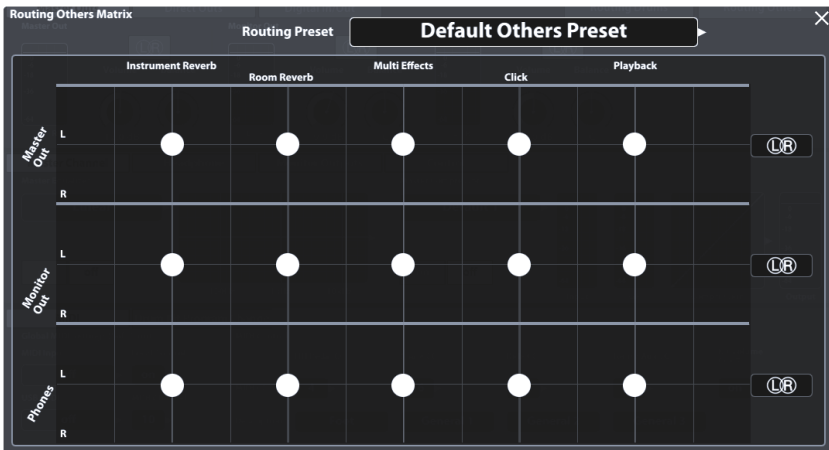 Routing Others Matrix
Routing Preset
Default Others Preset
Instrument Reverb
Room Reverb
Multi Effects
Click
Playback
Master
Out
L
R
LR
Monitor
Out
L
R
LR
Phones
L
R
LR